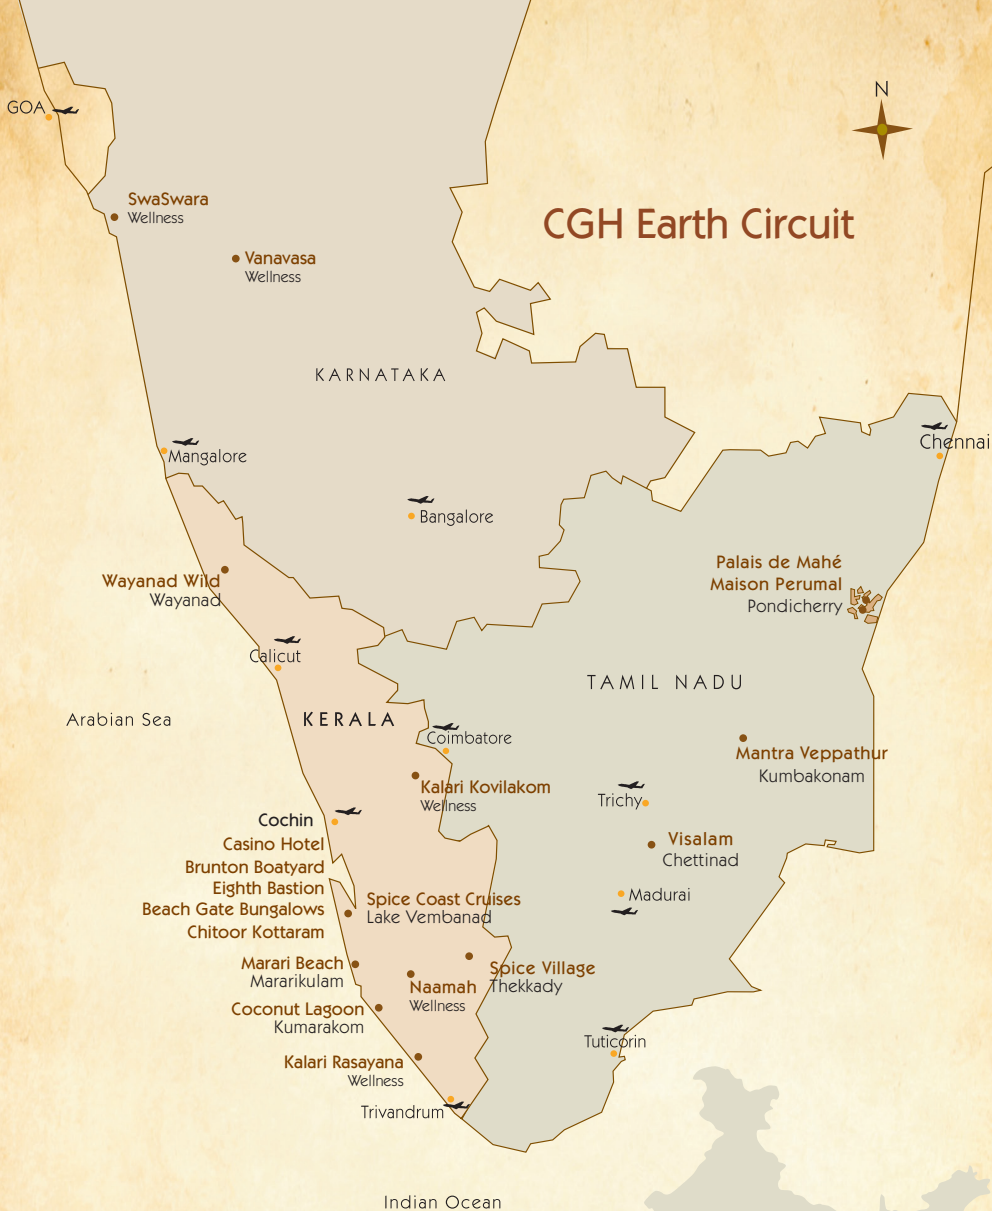 N
GOA
SwaSwara
Wellness
CGH Earth Circuit
Vanavasa
Wellness
KARNATAKA
Mangalore
Chennai
Bangalore
Wayanad Wild
Wayanad
Palais de Mahé
Maison Perumal
Pondicherry
Calicut
TAMIL NADU
Arabian Sea
KERALA
Coimbatore
Mantra Veppathur
Kumbakonam
Kalari Kovilakom
Wellness
Trichy
Cochin
Casino Hotel
Brunton Boatyard
Eighth Bastion
Beach Gate Bungalows
Chitoor Kottaram
Visalam
Chettinad
Madurai
Spice Coast Cruises
Lake Vembanad
Marari Beach
Mararikulam
Spice Village
Thekkady
Naamah
Wellness
Coconut Lagoon
Kumarakom
Tuticorin
Kalari Rasayana
Wellness
Trivandrum
Indian Ocean